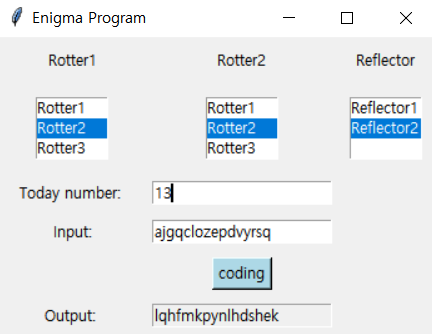 Enigma Program
Rotter1 Rotter2 Reflector
Rotter1 Rotter1 Reflector1
Rotter2 Rotter2 Reflector2
Rotter3 Rotter3
Today number: 13
Input: ajgqclozepdvyrsq
coding
Output: lqhfmkpynlhdshek